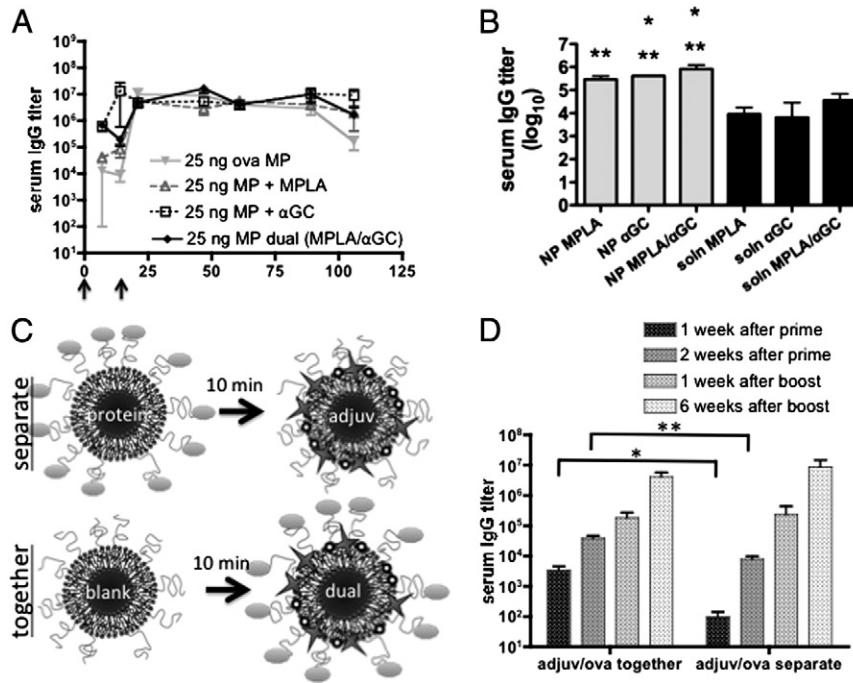 A
serum IgG titer
10⁹
10⁸
10⁷
10⁶
10⁵
10⁴
10³
10²
10¹
25 ng ova MP
25 ng MP + MPLA
25 ng MP + αGC
25 ng MP dual (MPLA/αGC)
0
25
50
75
100
125
B
serum IgG titer
(log₁₀)
7
6
5
4
3
2
1
0
**
*
**
*
**
NP MPLA
NP αGC
NP MPLA/αGC
soln MPLA
soln αGC
soln MPLA/αGC
C
separate
protein
10 min
adjuv
together
blank
10 min
dual
D
1 week after prime
2 weeks after prime
1 week after boost
6 weeks after boost
serum IgG titer
10⁸
10⁷
10⁶
10⁵
10⁴
10³
10²
10¹
**
*
adjuv/ova together
adjuv/ova separate